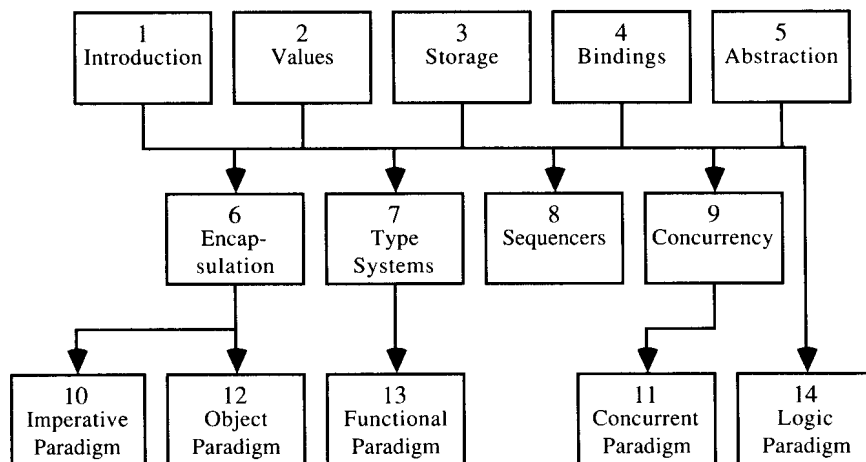 1
Introduction
2
Values
3
Storage
4
Bindings
5
Abstraction
6
Encap-
sulation
7
Type
Systems
8
Sequencers
9
Concurrency
10
Imperative
Paradigm
12
Object
Paradigm
13
Functional
Paradigm
11
Concurrent
Paradigm
14
Logic
Paradigm